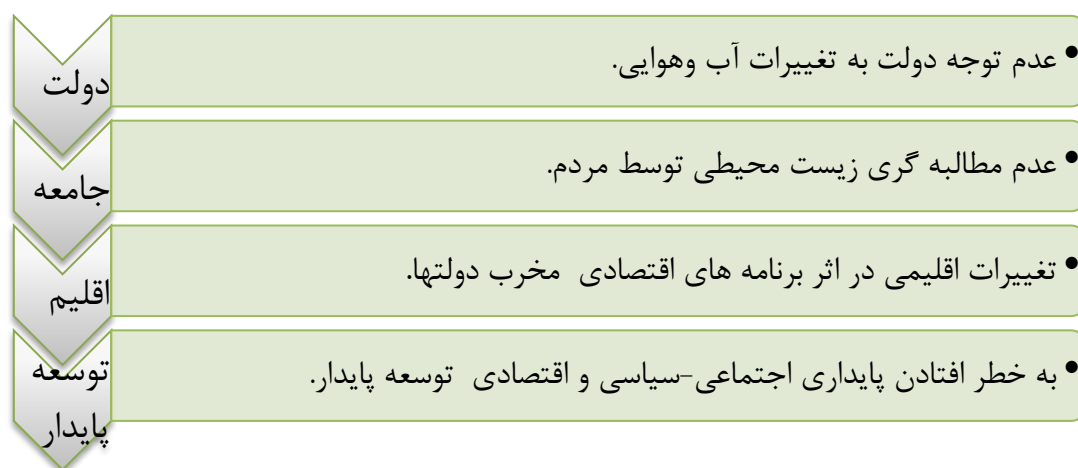 دولت
•عدم توجه دولت به تغییرات آب وهوایی.
جامعه
•عدم مطالبه گری زیست محیطی توسط مردم.
اقلیم
•تغییرات اقلیمی در اثر برنامه های اقتصادی مخرب دولتها.
توسعه
پایدار
•به خطر افتادن پایداری اجتماعی-سیاسی و اقتصادی توسعه پایدار.